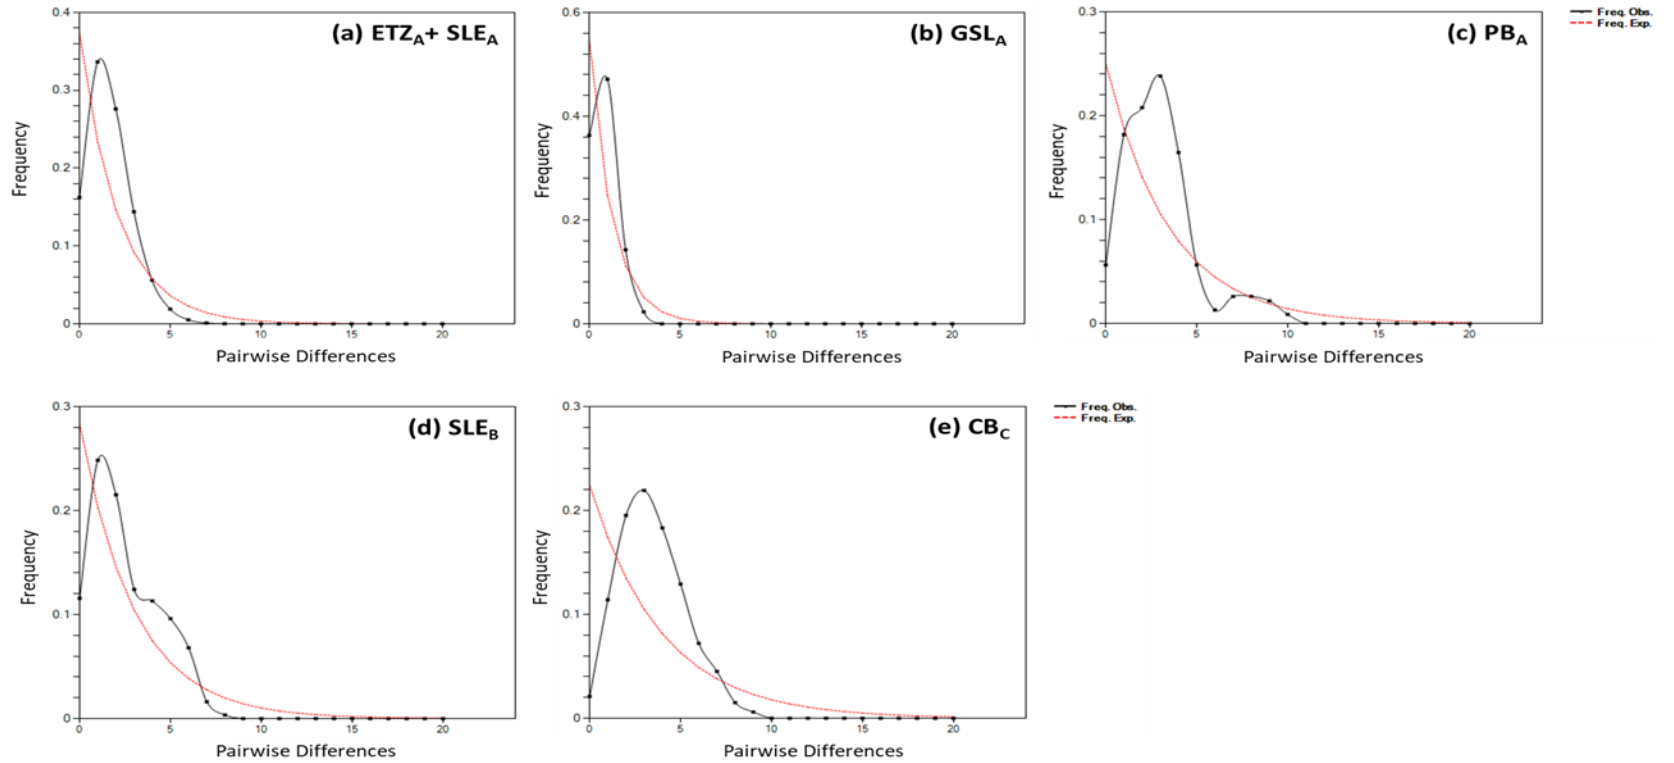 (a) ETZA+ SLEA
0.4
0.3
0.2
0.1
0
Frequency
0
5
10
15
20
Pairwise Differences
(b) GSLA
0.6
0.4
0.2
0
Frequency
0
5
10
15
20
Pairwise Differences
(c) PBA
0.3
0.2
0.1
0
Frequency
0
5
10
15
20
Pairwise Differences
Freq. Obs.
Freq. Exp.
(d) SLEB
0.3
0.2
0.1
0
Frequency
0
5
10
15
20
Pairwise Differences
(e) CBC
0.3
0.2
0.1
0
Frequency
0
5
10
15
20
Pairwise Differences
Freq. Obs.
Freq. Exp.